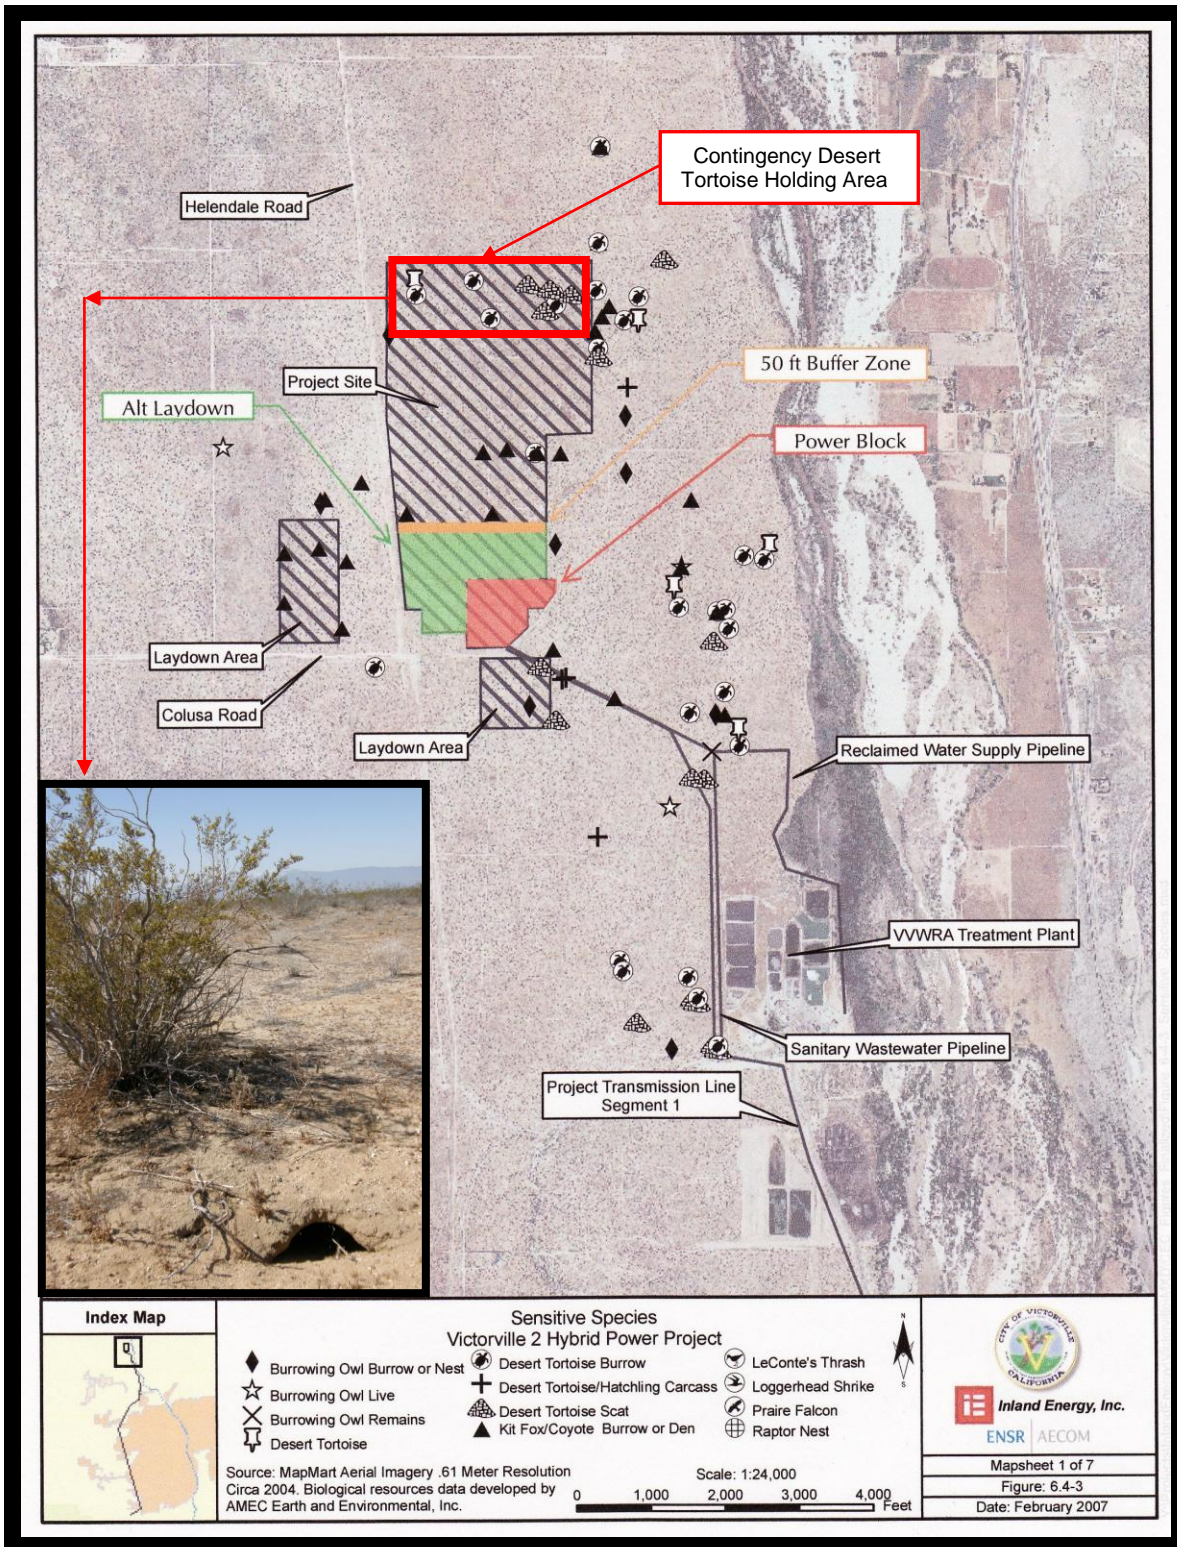 Contingency Desert
Tortoise Holding Area
Helendale Road
Project Site
50 ft Buffer Zone
Alt Laydown
Power Block
Laydown Area
Colusa Road
Laydown Area
Reclaimed Water Supply Pipeline
VVWRA Treatment Plant
Sanitary Wastewater Pipeline
Project Transmission Line
Segment 1
Index Map
Sensitive Species
Victorville 2 Hybrid Power Project
Burrowing Owl Burrow or Nest
Burrowing Owl Live
Burrowing Owl Remains
Desert Tortoise
Desert Tortoise Burrow
Desert Tortoise/Hatchling Carcass
Desert Tortoise Scat
Kit Fox/Coyote Burrow or Den
LeConte's Thrash
Loggerhead Shrike
Praire Falcon
Raptor Nest
N
S
Source: MapMart Aerial Imagery .61 Meter Resolution
Circa 2004. Biological resources data developed by
AMEC Earth and Environmental, Inc.
Scale: 1:24,000
0 1,000 2,000 3,000 4,000
Feet
CITY OF VICTORVILLE
V
CALIFORNIA
IE
Inland Energy, Inc.
ENSR AECOM
Mapsheet 1 of 7
Figure: 6.4-3
Date: February 2007